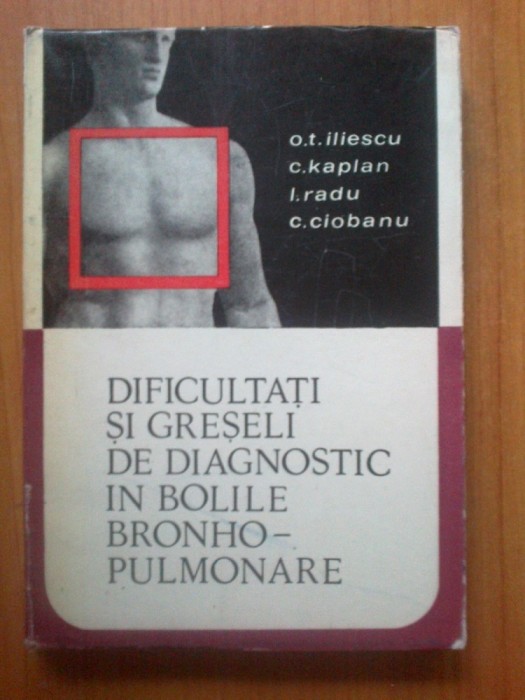 o.t.iliescu
c.kaplan
l.radu
c.ciobanu
DIFICULTAȚI
ȘI GREȘELI
DE DIAGNOSTIC
IN BOLILE
BRONHO–
PULMONARE